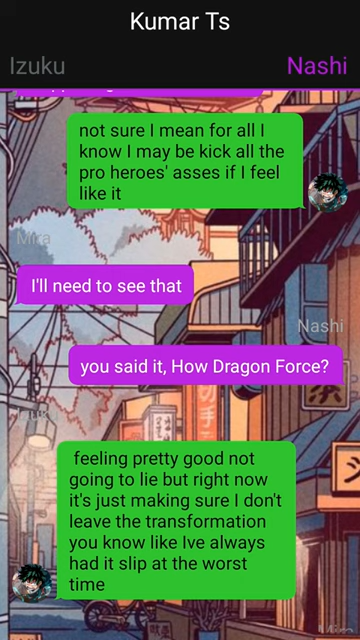 Kumar Ts
Izuku
Nashi
not sure I mean for all I
know I may be kick all the
pro heroes' asses if I feel
like it
Mira
I'll need to see that
Nashi
you said it, How Dragon Force?
Izuku
feeling pretty good not
going to lie but right now
it's just making sure I don't
leave the transformation
you know like Ive always
had it slip at the worst
time